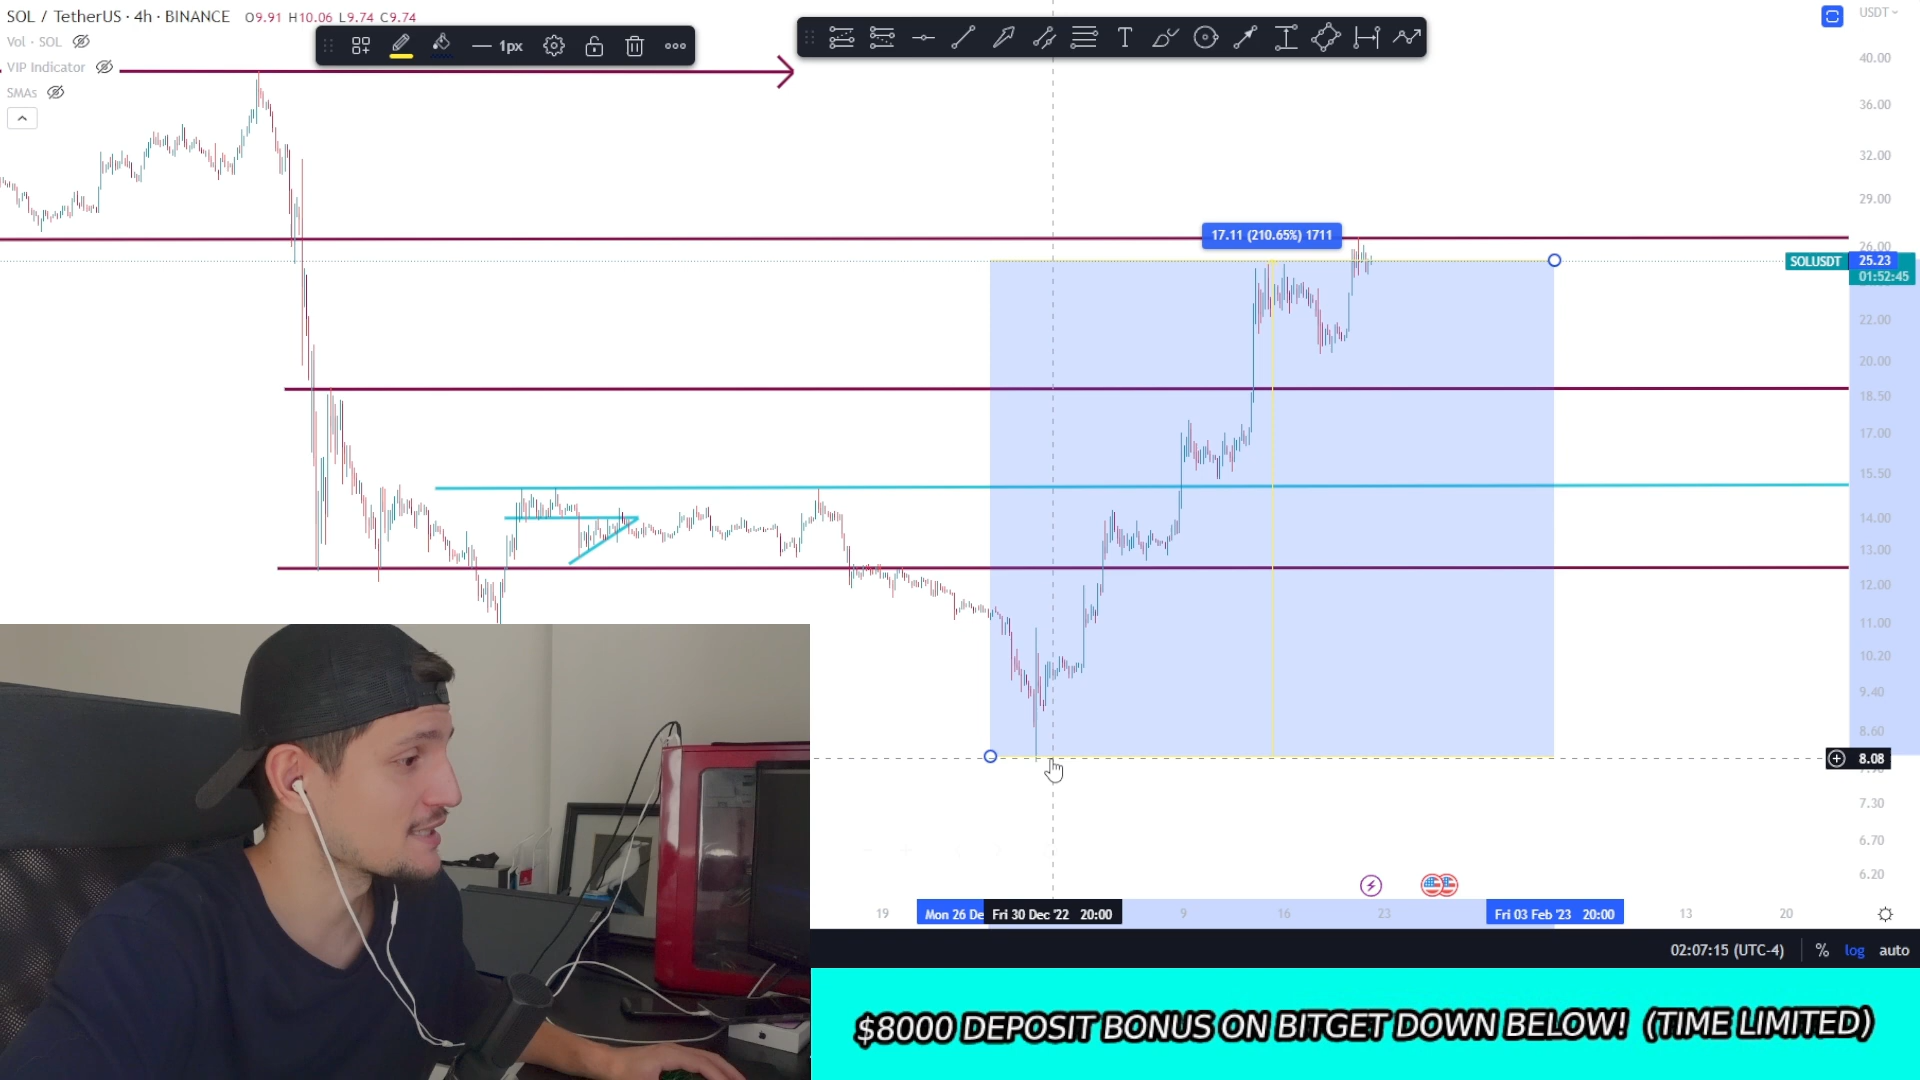 SOL / TetherUS · 4h · BINANCE O9.91 H10.06 L9.74 C9.74
Vol · SOL
VIP Indicator
SMAs
1px
T
USDT
40.00
36.00
32.00
29.00
26.00
17.11 (210.65%) 1711
SOLUSDT 25.23
01:52:45
22.00
20.00
18.50
17.00
15.50
14.00
13.00
12.00
11.00
10.20
9.40
8.60
8.08
7.30
6.70
6.20
19 Mon 26 De Fri 30 Dec '22 20:00 9 16 23 Fri 03 Feb '23 20:00 13 20
02:07:15 (UTC-4) % log auto
$8000 DEPOSIT BONUS ON BITGET DOWN BELOW! (TIME LIMITED)